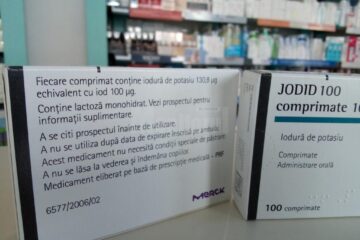 Fiecare comprimat conține iodură de potasiu 130,8 µg
echivalent cu iod 100 µg.
Conține lactoză monohidrat. Vezi prospectul pentru
informații suplimentare.
A se citi prospectul înainte de utilizare.
A nu se utiliza după data de expirare înscrisă pe ambalaj.
Acest medicament nu necesită condiții speciale de păstrare.
A nu se lăsa la vederea și îndemâna copiilor.
Medicament eliberat pe bază de prescripție medicală - PRF
6577/2006/02
MERCK
JODID 100
comprimate
Iodură de potasiu
Comprimate
Administrare orală
100 comprimate